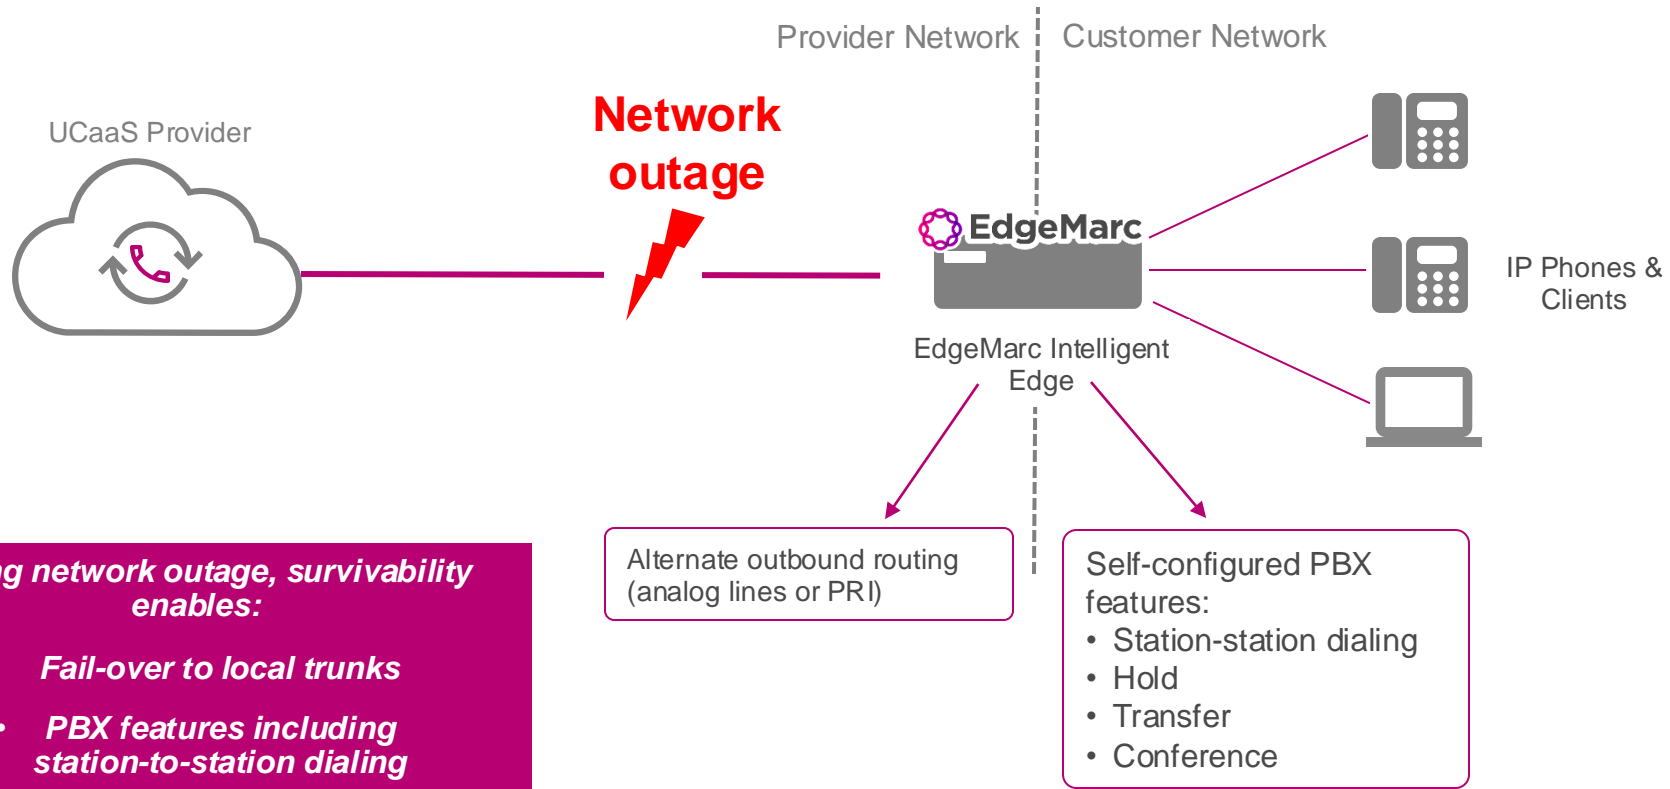 Provider Network
Customer Network
UCaaS Provider
Network
outage
EdgeMarc
IP Phones &
Clients
EdgeMarc Intelligent
Edge
Alternate outbound routing
(analog lines or PRI)
Self-configured PBX
features:
• Station-station dialing
• Hold
• Transfer
• Conference
network outage, survivability
enables:
Fail-over to local trunks
• PBX features including
station-to-station dialing